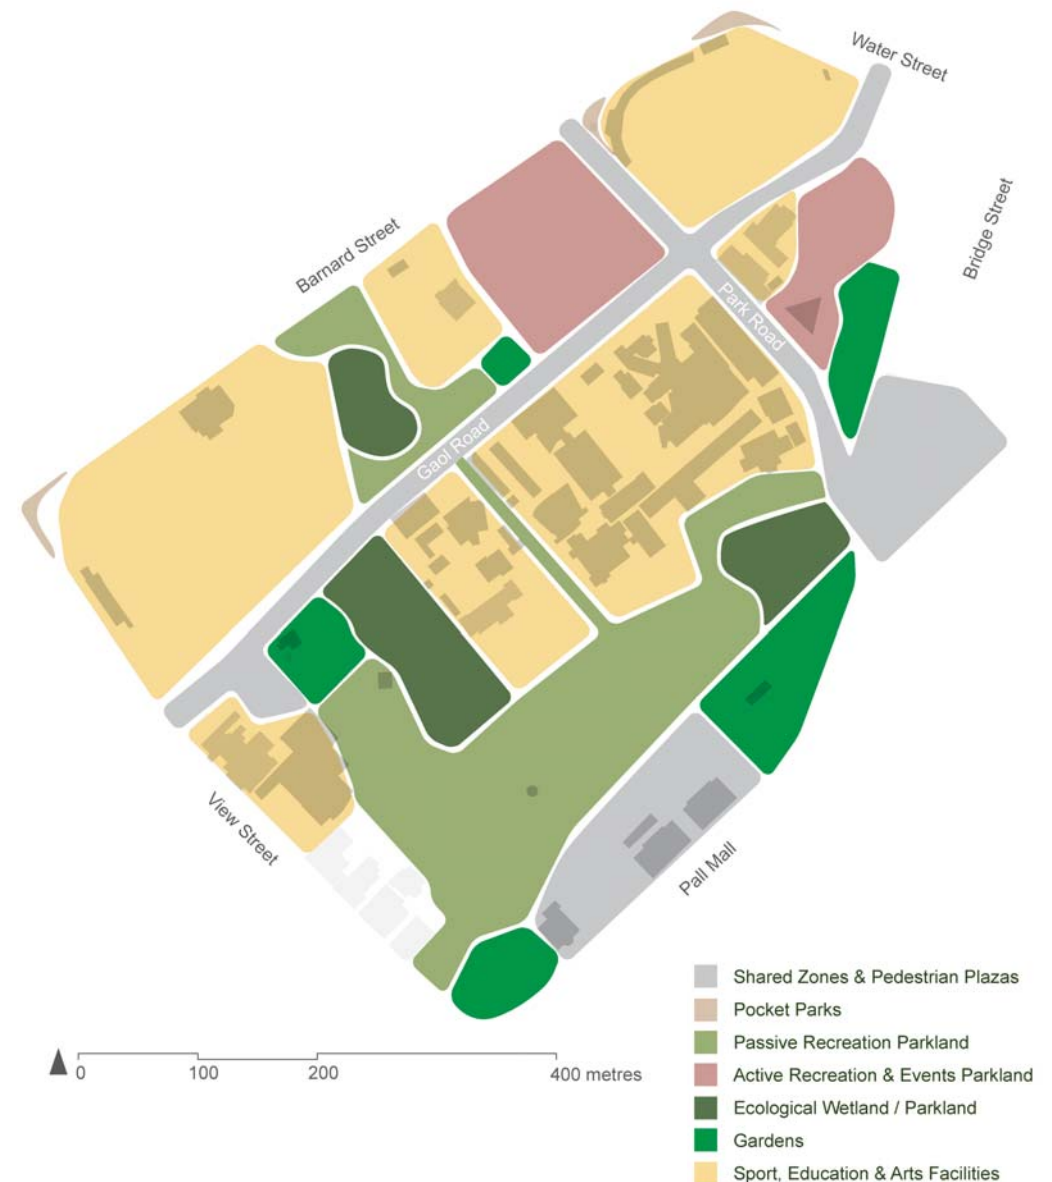 Water Street
Bridge Street
Barnard Street
Park Road
Gaol Road
View Street
Pall Mall
0 100 200 400 metres
Shared Zones & Pedestrian Plazas
Pocket Parks
Passive Recreation Parkland
Active Recreation & Events Parkland
Ecological Wetland / Parkland
Gardens
Sport, Education & Arts Facilities